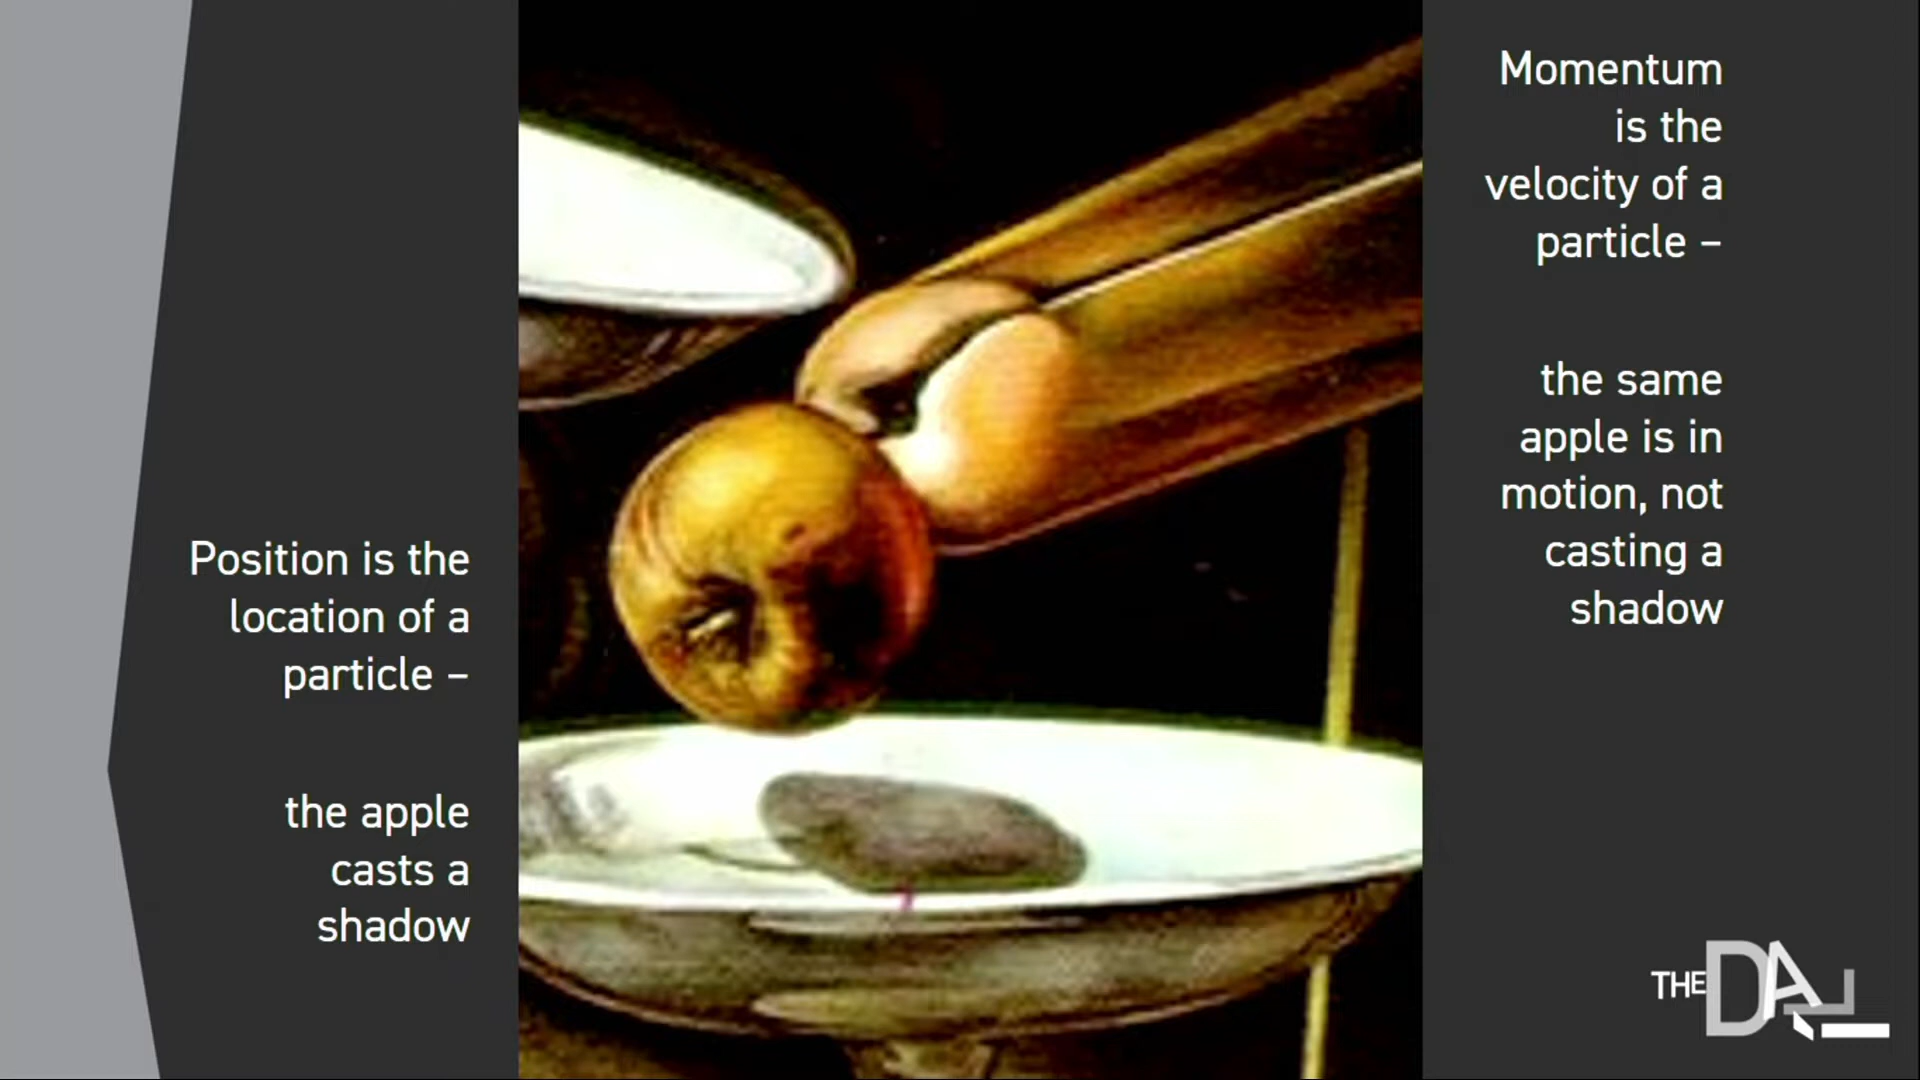 Position is the
location of a
particle –
the apple
casts a
shadow
Momentum
is the
velocity of a
particle –
the same
apple is in
motion, not
casting a
shadow
THE DALÍ